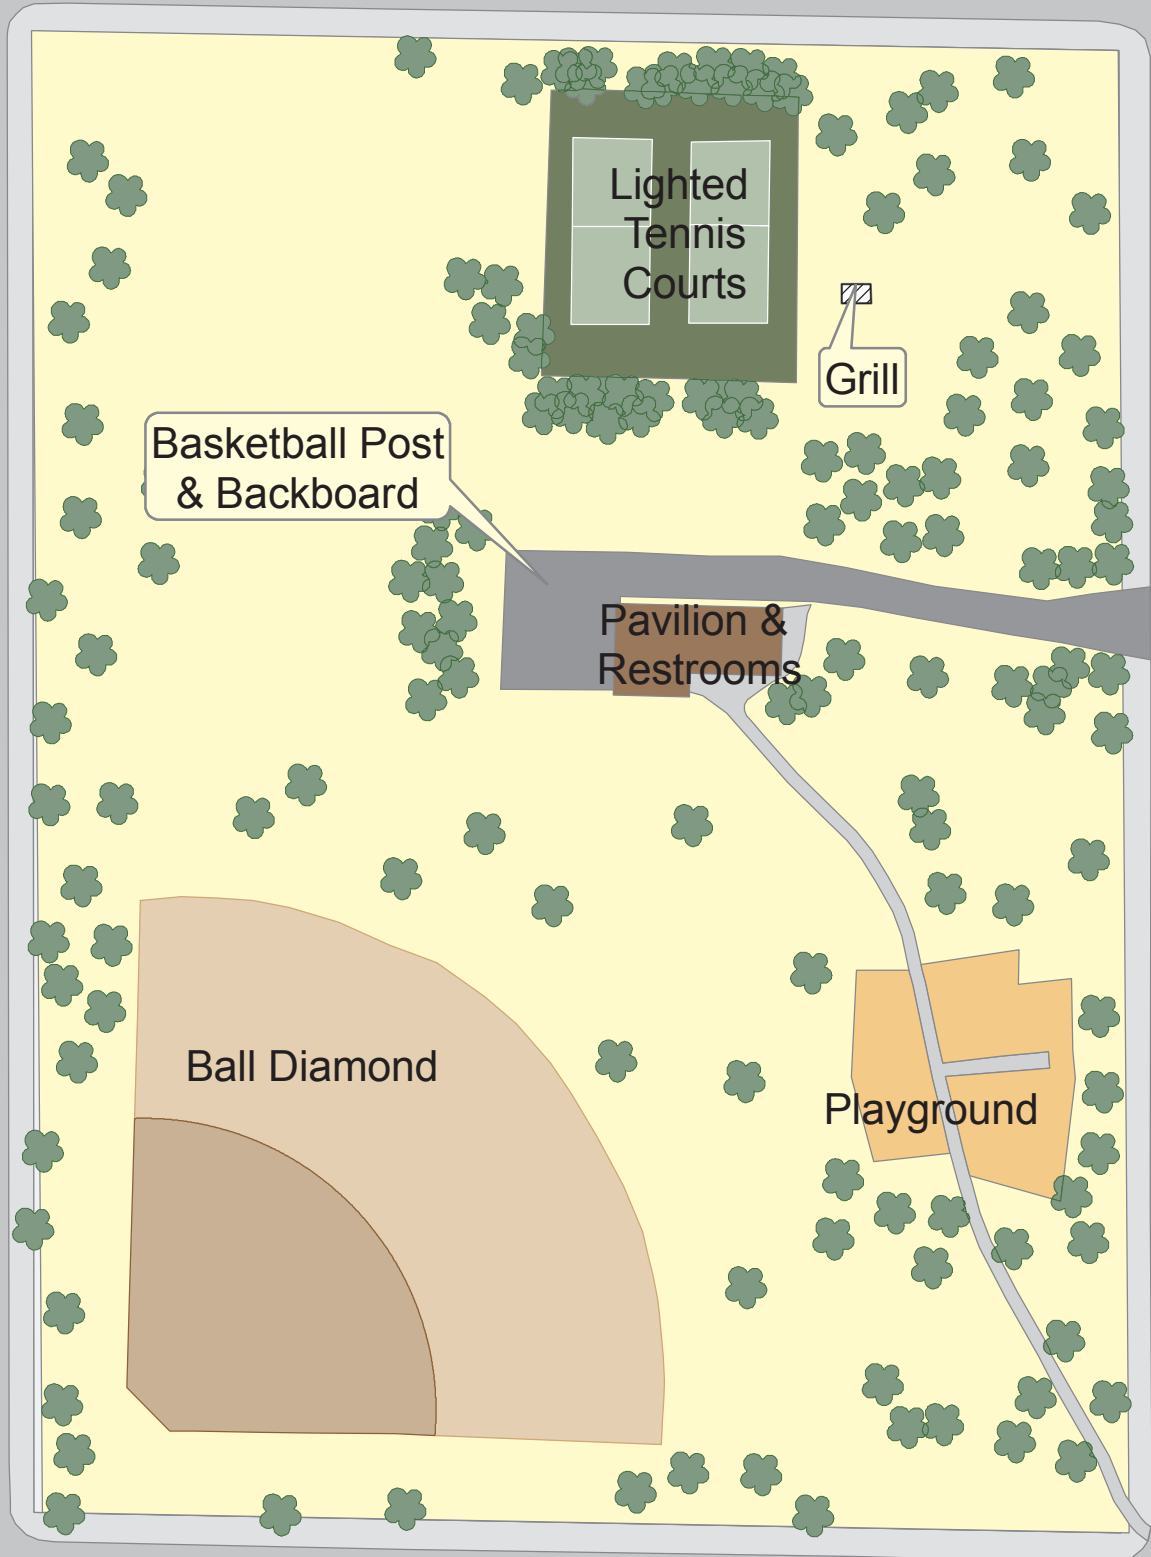 Lighted
Tennis
Courts
Grill
Basketball Post
& Backboard
Pavilion &
Restrooms
Ball Diamond
Playground